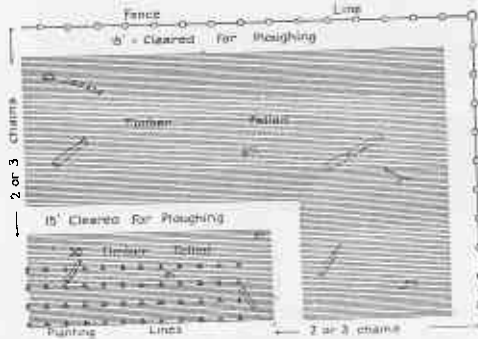 Fence Line
15' - Cleared for Ploughing
2 or 3 chains
Timber Felled
15' Cleared for Ploughing
Timber Felled
Planting Lines
2 or 3 chains